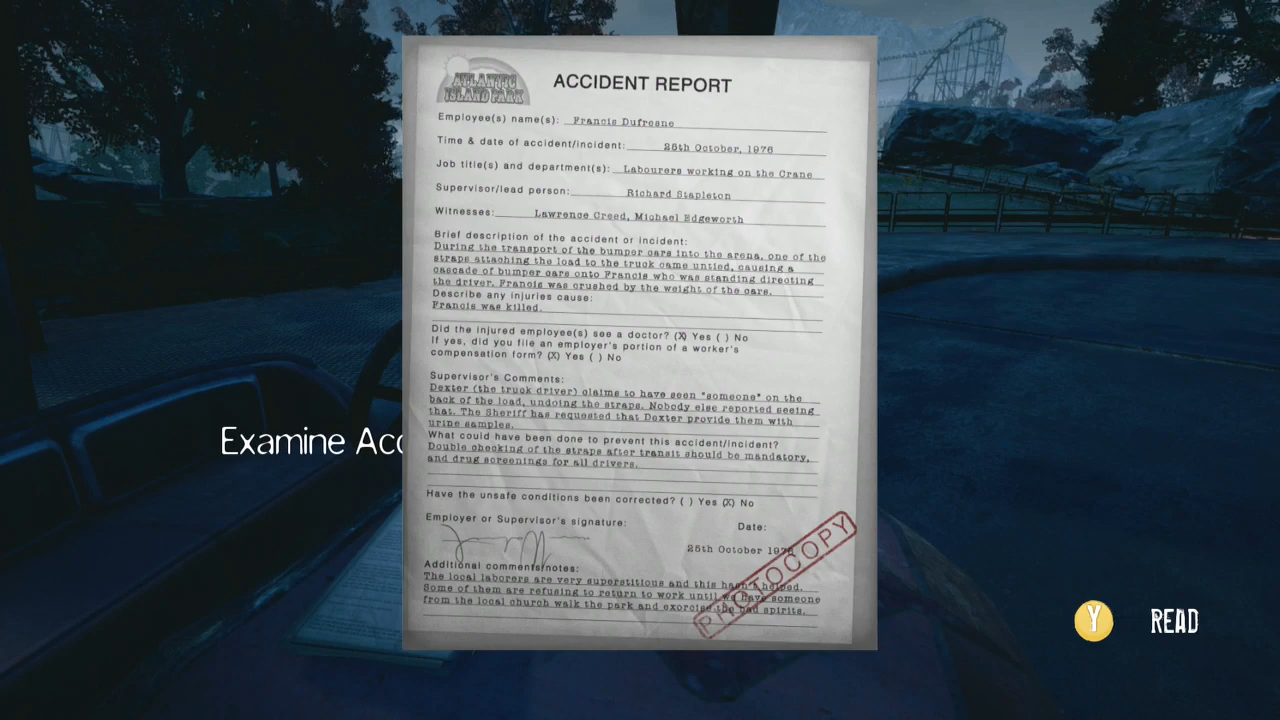 ATLANTIC
ISLAND PARK
ACCIDENT REPORT
Employee(s) name(s): Francis Dufresne
Time & date of accident/incident: 25th October, 1976
Job title(s) and department(s): Labourers working on the Crane
Supervisor/lead person: Richard Stapleton
Witnesses: Lawrence Creed, Michael Edgeworth
Brief description of the accident or incident:
During the transport of the bumper cars into the arena, one of the
straps attaching the load to the truck came untied, causing a
cascade of bumper cars onto Francis who was standing directing
the driver. Francis was crushed by the weight of the cars.
Describe any injuries cause:
Francis was killed.
Did the injured employee(s) see a doctor? (X) Yes ( ) No
If yes, did you file an employer's portion of a worker's
compensation form? (X) Yes ( ) No
Supervisor's Comments:
Dexter (the truck driver) claims to have seen "someone" on the
back of the load, undoing the straps. Nobody else reported seeing
that. The Sheriff has requested that Dexter provide them with
urine samples.
What could have been done to prevent this accident/incident?
Double checking of the straps after transit should be mandatory,
and drug screenings for all drivers.
Have the unsafe conditions been corrected? ( ) Yes (X) No
Employer or Supervisor's signature:
Date:
25th October 1976
Additional comments/notes:
The local laborers are very superstitious and this hasn't helped.
Some of them are refusing to return to work until we have someone
from the local church walk the park and exorcise the bad spirits.
PHOTOCOPY
Examine Acc
Y READ